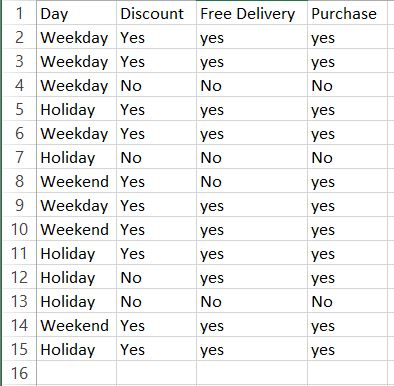 1 Day Discount Free Delivery Purchase
2 Weekday Yes yes yes
3 Weekday Yes yes yes
4 Weekday No No No
5 Holiday Yes yes yes
6 Weekday Yes yes yes
7 Holiday No No No
8 Weekend Yes No yes
9 Weekday Yes yes yes
10 Weekend Yes yes yes
11 Holiday Yes yes yes
12 Holiday No yes yes
13 Holiday No No No
14 Weekend Yes yes yes
15 Holiday Yes yes yes
16